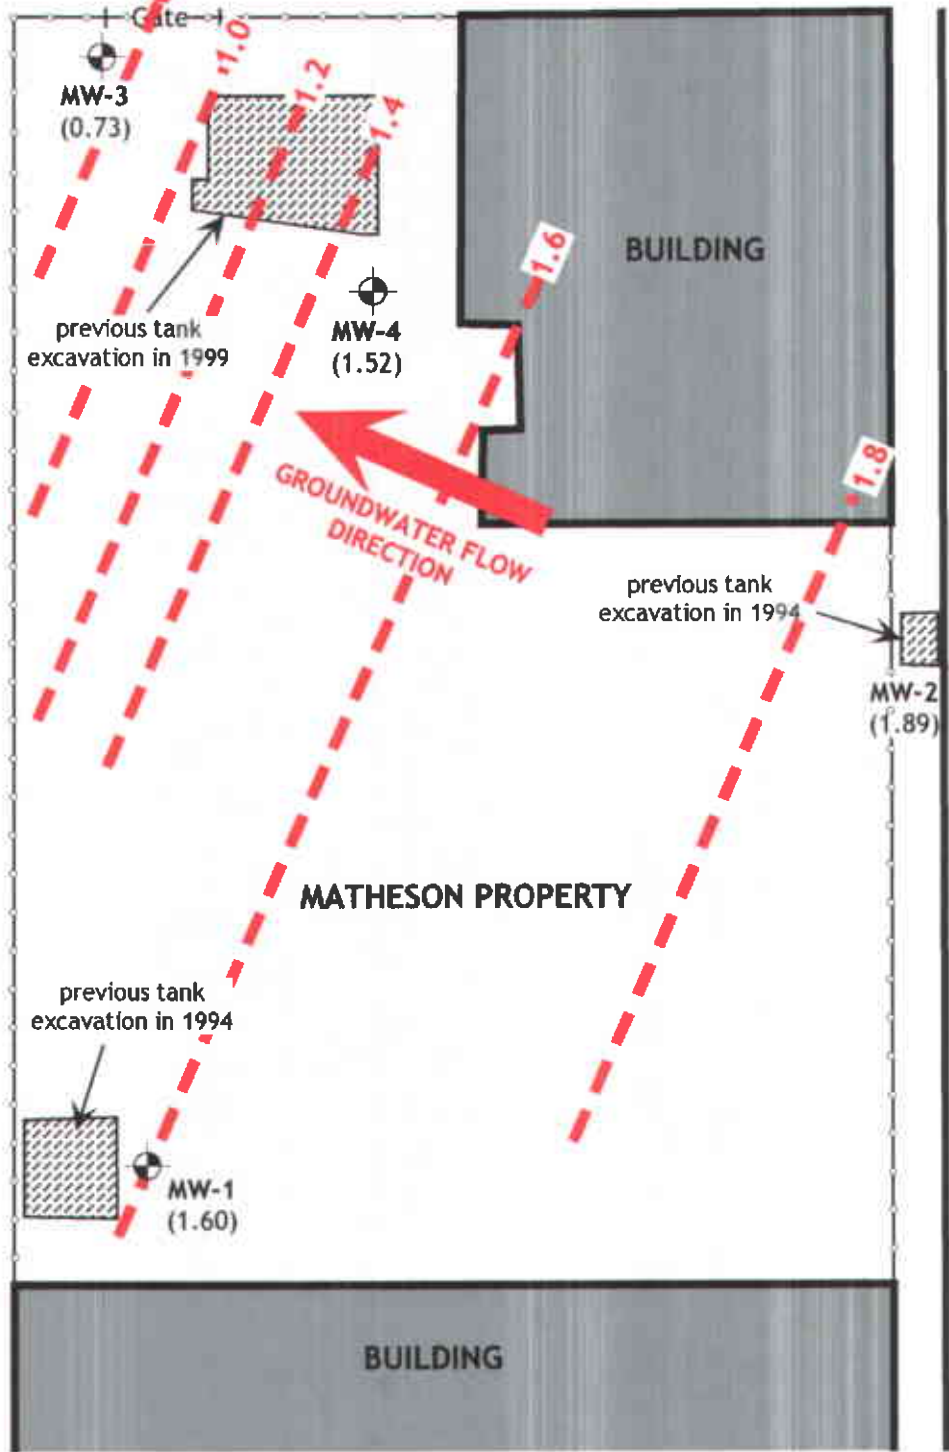 Gate
1.0
1.2
1.4
MW-3
(0.73)
1.6
BUILDING
previous tank
excavation in 1999
MW-4
(1.52)
1.8
GROUNDWATER FLOW
DIRECTION
previous tank
excavation in 1994
MW-2
(1.89)
MATHESON PROPERTY
previous tank
excavation in 1994
MW-1
(1.60)
BUILDING